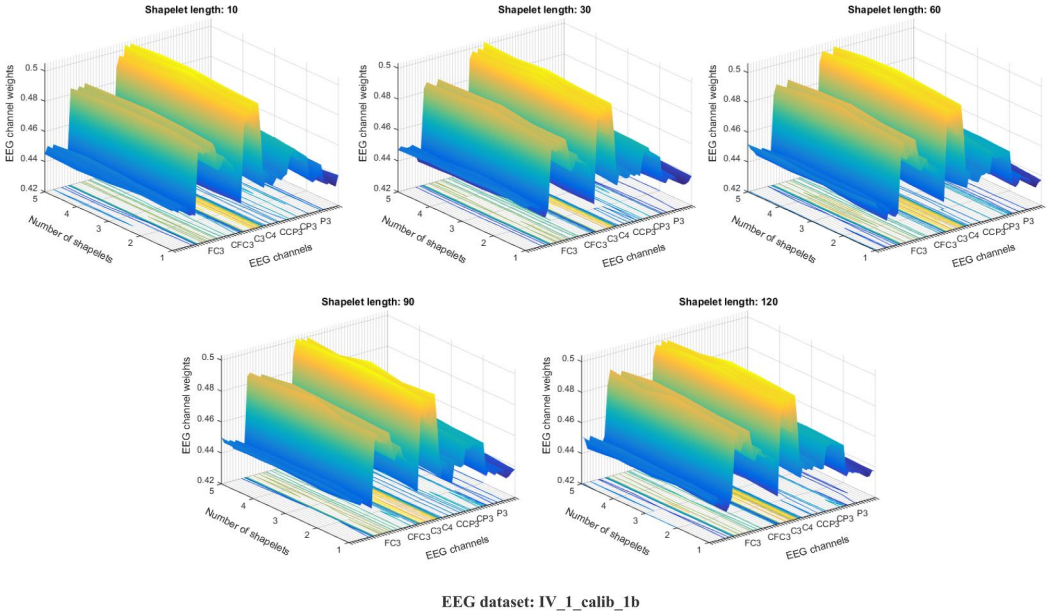 Shapelet length: 10
0.5
0.48
0.46
0.44
0.42
EEG channel weights
5
4
3
2
1
Number of shapelets
FC3
CFC3
C3
C4
CCP3
CP3
P3
EEG channels
Shapelet length: 30
0.5
0.48
0.46
0.44
0.42
EEG channel weights
5
4
3
2
1
Number of shapelets
FC3
CFC3
C3
C4
CCP3
CP3
P3
EEG channels
Shapelet length: 60
0.5
0.48
0.46
0.44
0.42
EEG channel weights
5
4
3
2
1
Number of shapelets
FC3
CFC3
C3
C4
CCP3
CP3
P3
EEG channels
Shapelet length: 90
0.5
0.48
0.46
0.44
0.42
EEG channel weights
5
4
3
2
1
Number of shapelets
FC3
CFC3
C3
C4
CCP3
CP3
P3
EEG channels
Shapelet length: 120
0.5
0.48
0.46
0.44
0.42
EEG channel weights
5
4
3
2
1
Number of shapelets
FC3
CFC3
C3
C4
CCP3
CP3
P3
EEG channels
EEG dataset: IV_1_calib_1b